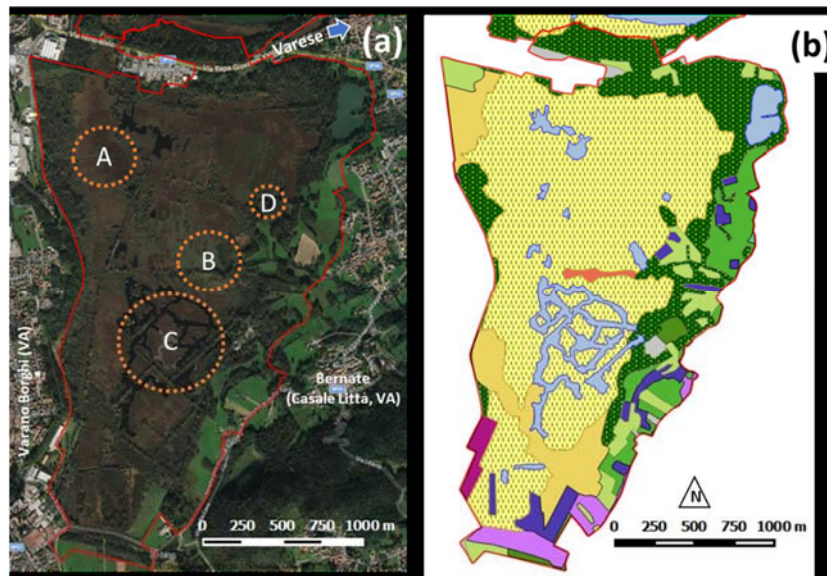 Varese
(a)
A
D
B
C
Varano Borghi (VA)
Bernate
(Casale Litta, VA)
0 250 500 750 1000 m
(b)
N
0 250 500 750 1000 m